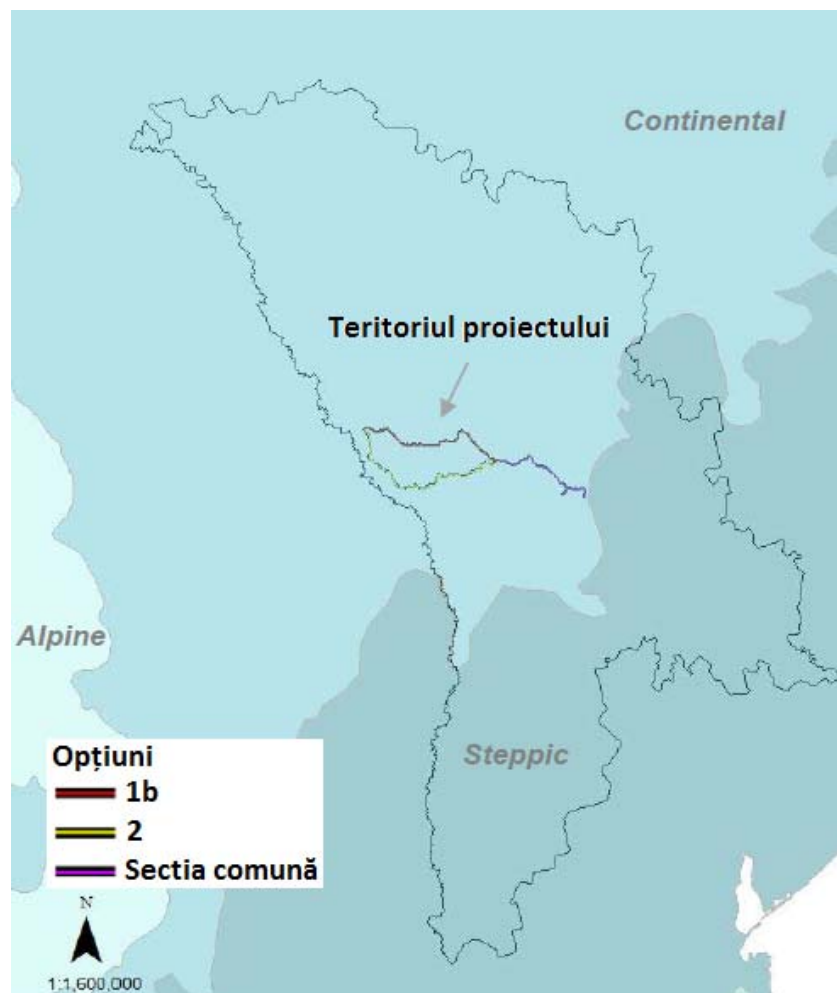 Continental
Teritoriul proiectului
Alpine
Steppic
Opțiuni
1b
2
Sectia comună
N
1:1,600,000